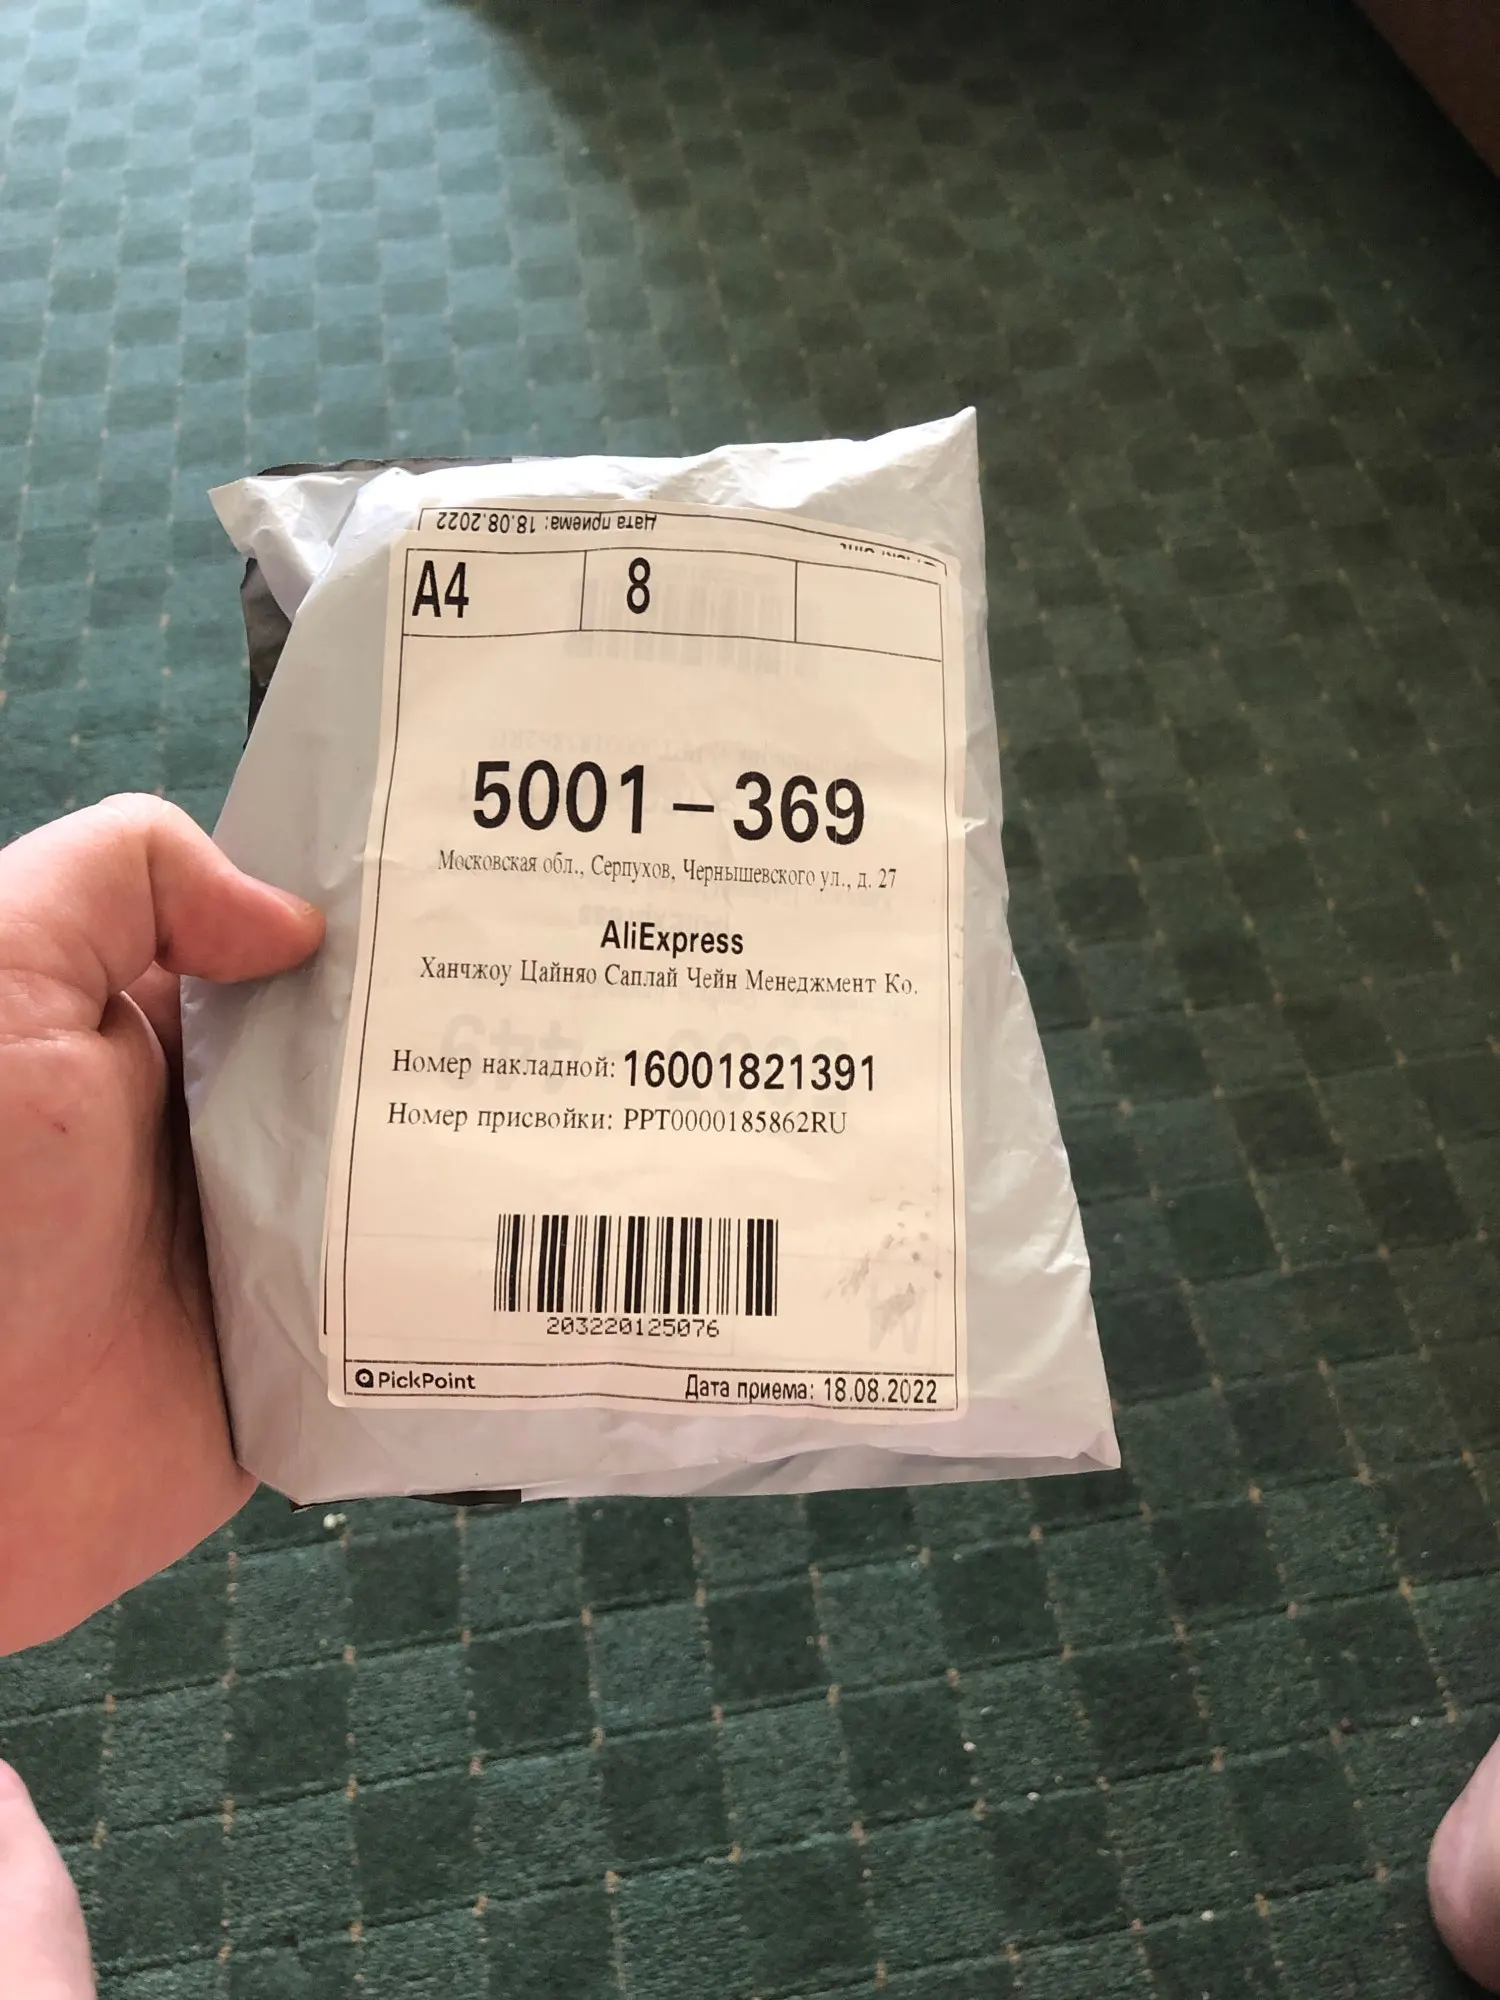 Дата приема: 18.08.2022
A4
8
5001 – 369
Московская обл., Серпухов, Чернышевского ул., д. 27
AliExpress
Ханчжоу Цайняо Саплай Чейн Менеджмент Ко.
Номер накладной: 16001821391
Номер присвойки: PPT0000185862RU
203220125076
PickPoint
Дата приема: 18.08.2022